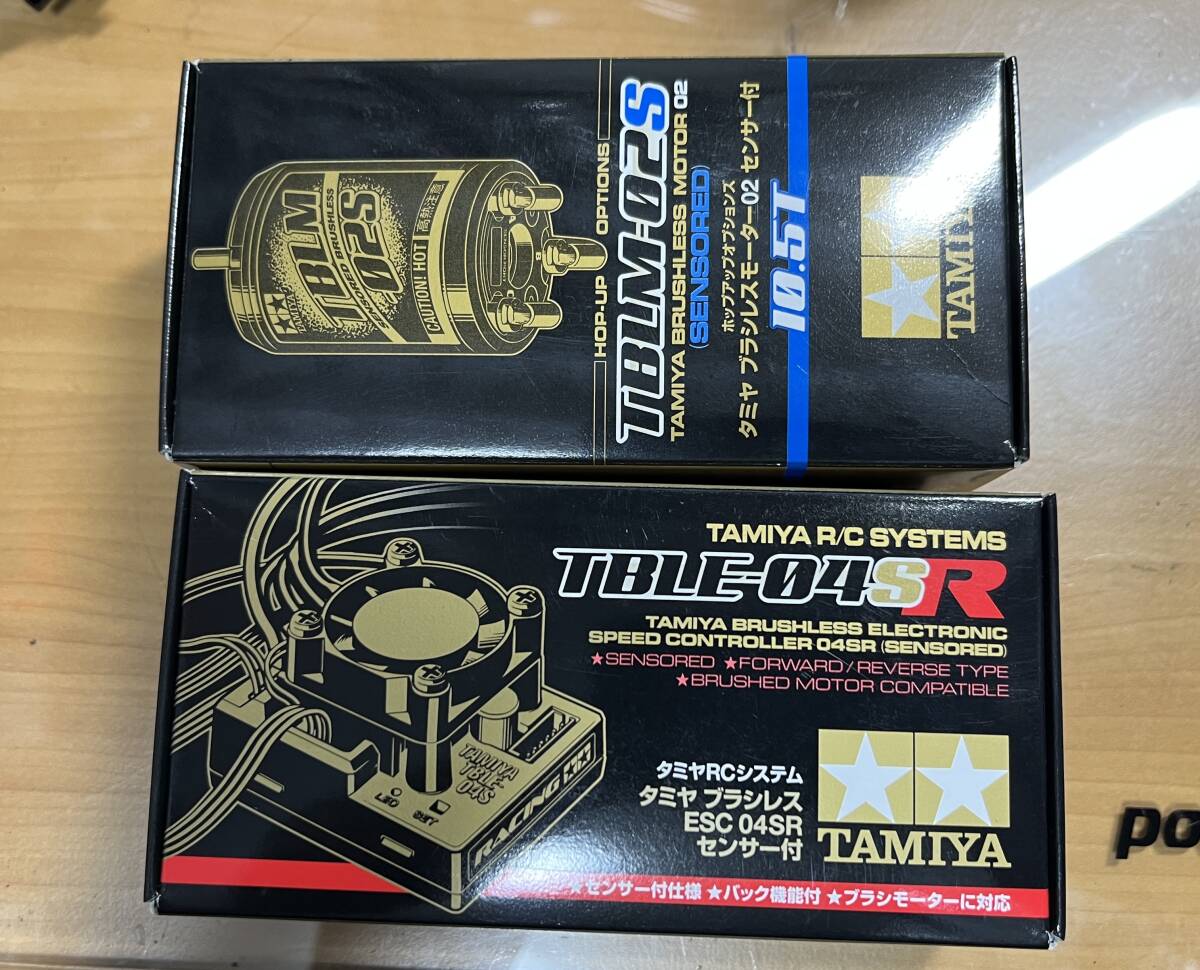 TBLM
02S
SENSORED BRUSHLESS
TAMIYA
CAUTION! HOT! 高熱注意
HOP-UP OPTIONS
TBLM-02S
TAMIYA BRUSHLESS MOTOR 02
(SENSORED)
ホップアップオプションズ
タミヤ ブラシレスモーター02 センサー付
10.5T
TAMIYA
TAMIYA R/C SYSTEMS
TBLE-04SR
TAMIYA BRUSHLESS ELECTRONIC
SPEED CONTROLLER 04SR (SENSORED)
★SENSORED ★FORWARD/REVERSE TYPE
★BRUSHED MOTOR COMPATIBLE
TAMIYA
TBLE-
04S
LED
SET
RACING
タミヤRCシステム
タミヤ ブラシレス
ESC 04SR
センサー付
TAMIYA
★センサー付仕様 ★バック機能付 ★ブラシモーターに対応
po